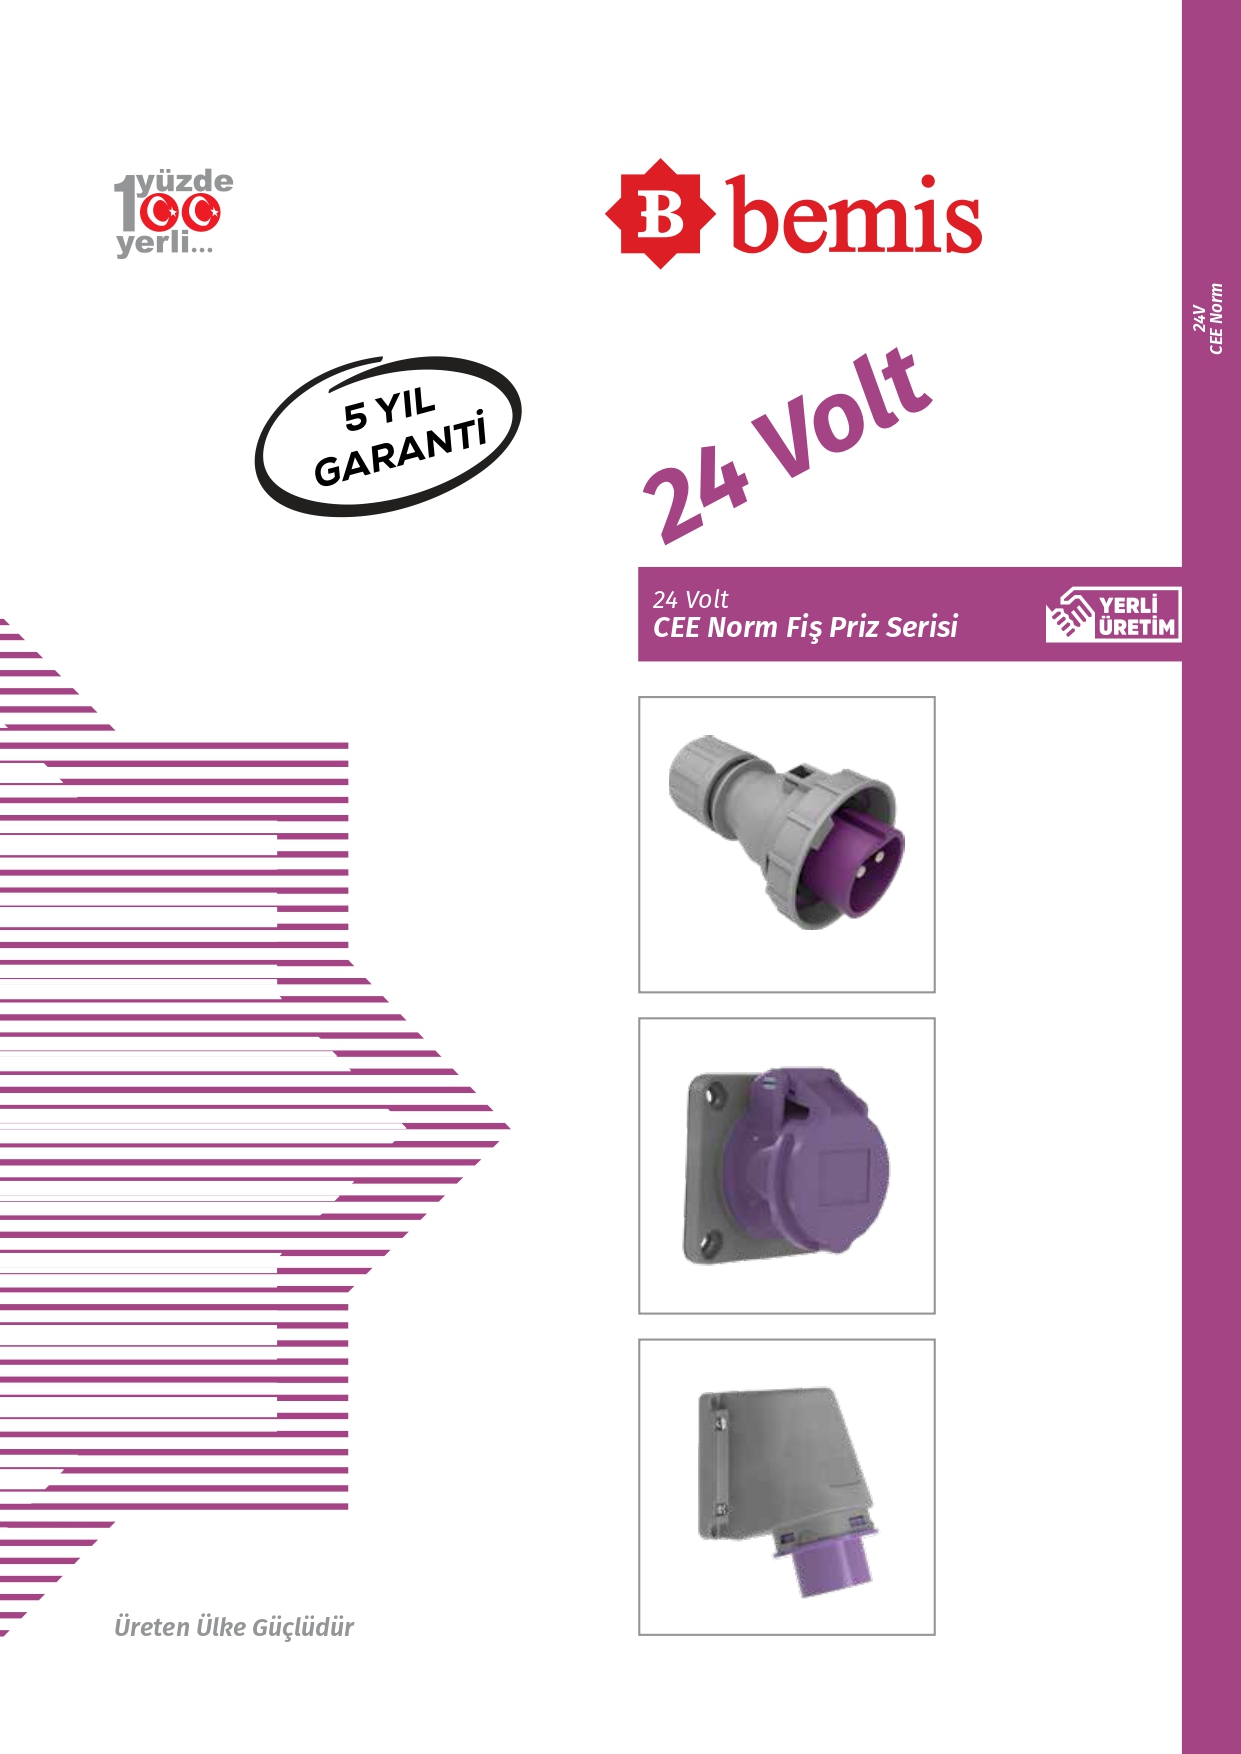 yüzde
100
yerli...
B bemis
24V
CEE Norm
5 YIL
GARANTİ
24 Volt
24 Volt
CEE Norm Fiş Priz Serisi
YERLİ
ÜRETİM
Üreten Ülke Güçlüdür